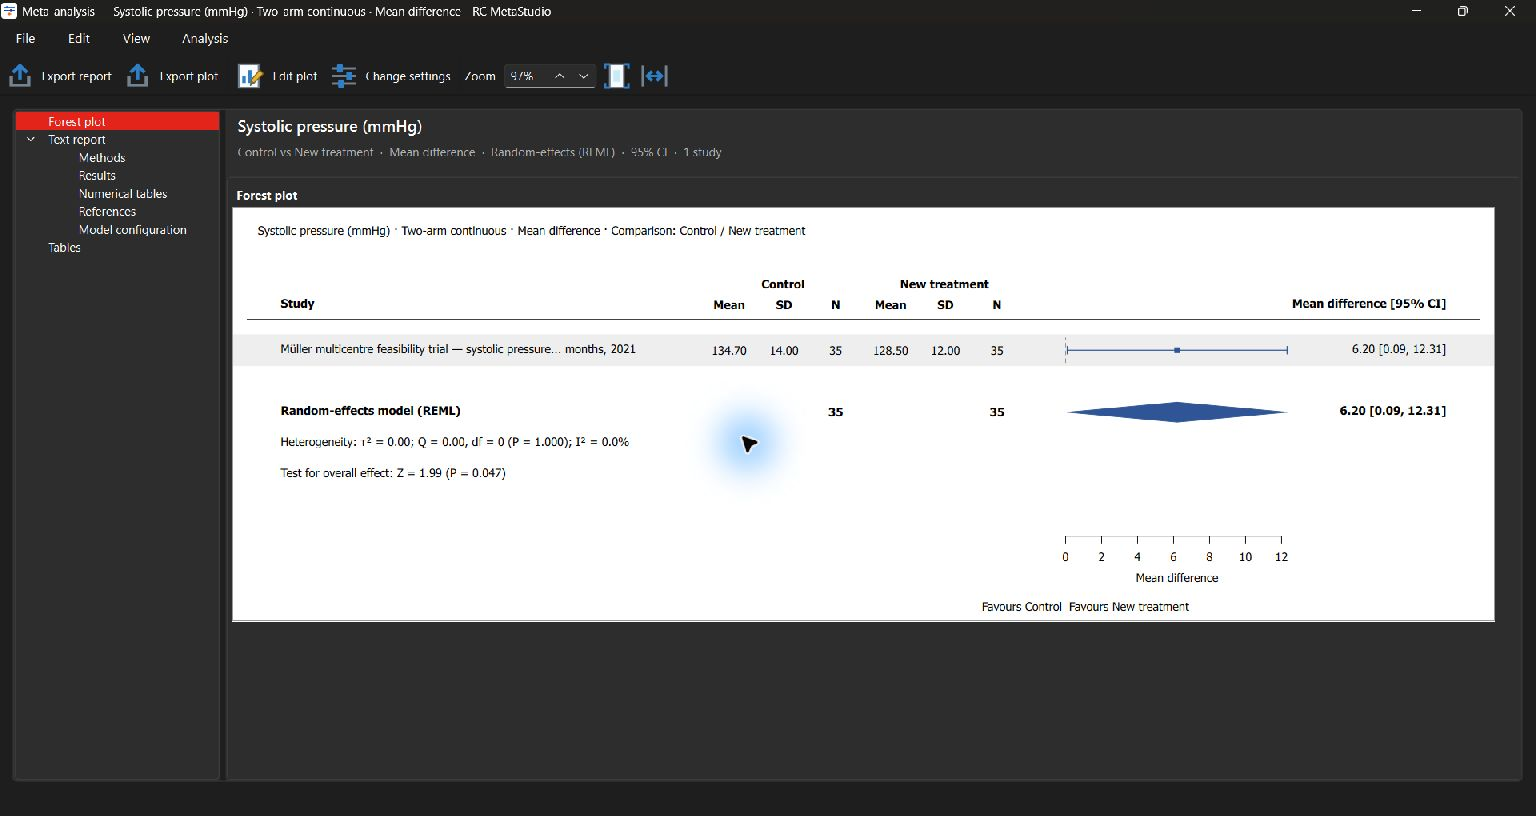 Meta-analysis   Systolic pressure (mmHg) · Two-arm continuous · Mean difference   RC MetaStudio
File Edit View Analysis
Export report Export plot Edit plot Change settings Zoom 97%
Forest plot
Text report
Methods
Results
Numerical tables
References
Model configuration
Tables
Systolic pressure (mmHg)
Control vs New treatment · Mean difference · Random-effects (REML) · 95% CI · 1 study
Forest plot
Systolic pressure (mmHg) · Two-arm continuous · Mean difference · Comparison: Control / New treatment
Control New treatment
Study Mean SD N Mean SD N Mean difference [95% CI]
Müller multicentre feasibility trial — systolic pressure... months, 2021 134.70 14.00 35 128.50 12.00 35 6.20 [0.09, 12.31]
Random-effects model (REML) 35 35 6.20 [0.09, 12.31]
Heterogeneity: τ² = 0.00; Q = 0.00, df = 0 (P = 1.000); I² = 0.0%
Test for overall effect: Z = 1.99 (P = 0.047)
0 2 4 6 8 10 12
Mean difference
Favours Control Favours New treatment